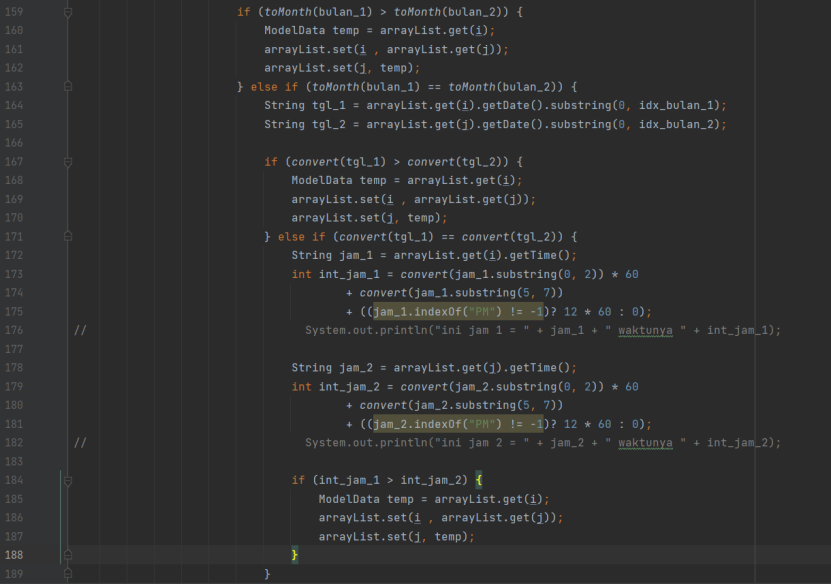 159 if (toMonth(bulan_1) > toMonth(bulan_2)) {
160 ModelData temp = arrayList.get(i);
161 arrayList.set(i , arrayList.get(j));
162 arrayList.set(j, temp);
163 } else if (toMonth(bulan_1) == toMonth(bulan_2)) {
164 String tgl_1 = arrayList.get(i).getDate().substring(0, idx_bulan_1);
165 String tgl_2 = arrayList.get(j).getDate().substring(0, idx_bulan_2);
166
167 if (convert(tgl_1) > convert(tgl_2)) {
168 ModelData temp = arrayList.get(i);
169 arrayList.set(i , arrayList.get(j));
170 arrayList.set(j, temp);
171 } else if (convert(tgl_1) == convert(tgl_2)) {
172 String jam_1 = arrayList.get(i).getTime();
173 int int_jam_1 = convert(jam_1.substring(0, 2)) * 60
174 + convert(jam_1.substring(5, 7))
175 + ((jam_1.indexOf("PM") != -1)? 12 * 60 : 0);
176 // System.out.println("ini jam 1 = " + jam_1 + " waktunya " + int_jam_1);
177
178 String jam_2 = arrayList.get(j).getTime();
179 int int_jam_2 = convert(jam_2.substring(0, 2)) * 60
180 + convert(jam_2.substring(5, 7))
181 + ((jam_2.indexOf("PM") != -1)? 12 * 60 : 0);
182 // System.out.println("ini jam 2 = " + jam_2 + " waktunya " + int_jam_2);
183
184 if (int_jam_1 > int_jam_2) {
185 ModelData temp = arrayList.get(i);
186 arrayList.set(i , arrayList.get(j));
187 arrayList.set(j, temp);
188 }
189 }